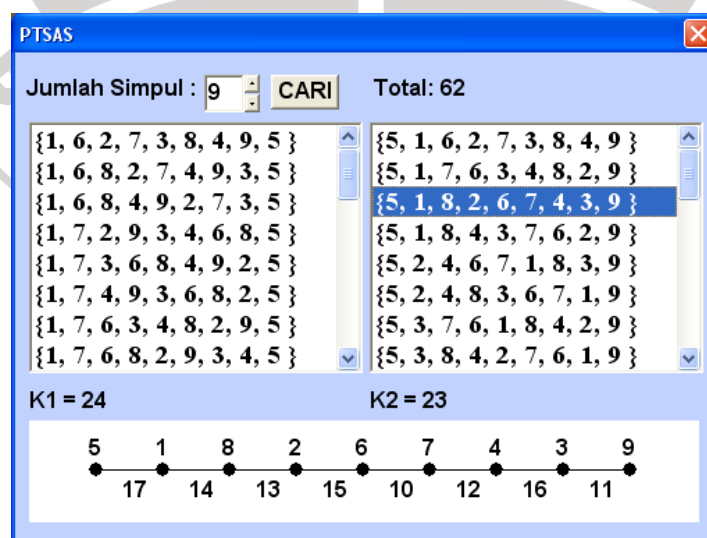 PTSAS
Jumlah Simpul : 9 CARI Total: 62
{1, 6, 2, 7, 3, 8, 4, 9, 5 }
{1, 6, 8, 2, 7, 4, 9, 3, 5 }
{1, 6, 8, 4, 9, 2, 7, 3, 5 }
{1, 7, 2, 9, 3, 4, 6, 8, 5 }
{1, 7, 3, 6, 8, 4, 9, 2, 5 }
{1, 7, 4, 9, 3, 6, 8, 2, 5 }
{1, 7, 6, 3, 4, 8, 2, 9, 5 }
{1, 7, 6, 8, 2, 9, 3, 4, 5 }
{5, 1, 6, 2, 7, 3, 8, 4, 9 }
{5, 1, 7, 6, 3, 4, 8, 2, 9 }
{5, 1, 8, 2, 6, 7, 4, 3, 9 }
{5, 1, 8, 4, 3, 7, 6, 2, 9 }
{5, 2, 4, 6, 7, 1, 8, 3, 9 }
{5, 2, 4, 8, 3, 6, 7, 1, 9 }
{5, 3, 7, 6, 1, 8, 4, 2, 9 }
{5, 3, 8, 4, 2, 7, 6, 1, 9 }
K1 = 24 K2 = 23
5 1 8 2 6 7 4 3 9
17 14 13 15 10 12 16 11